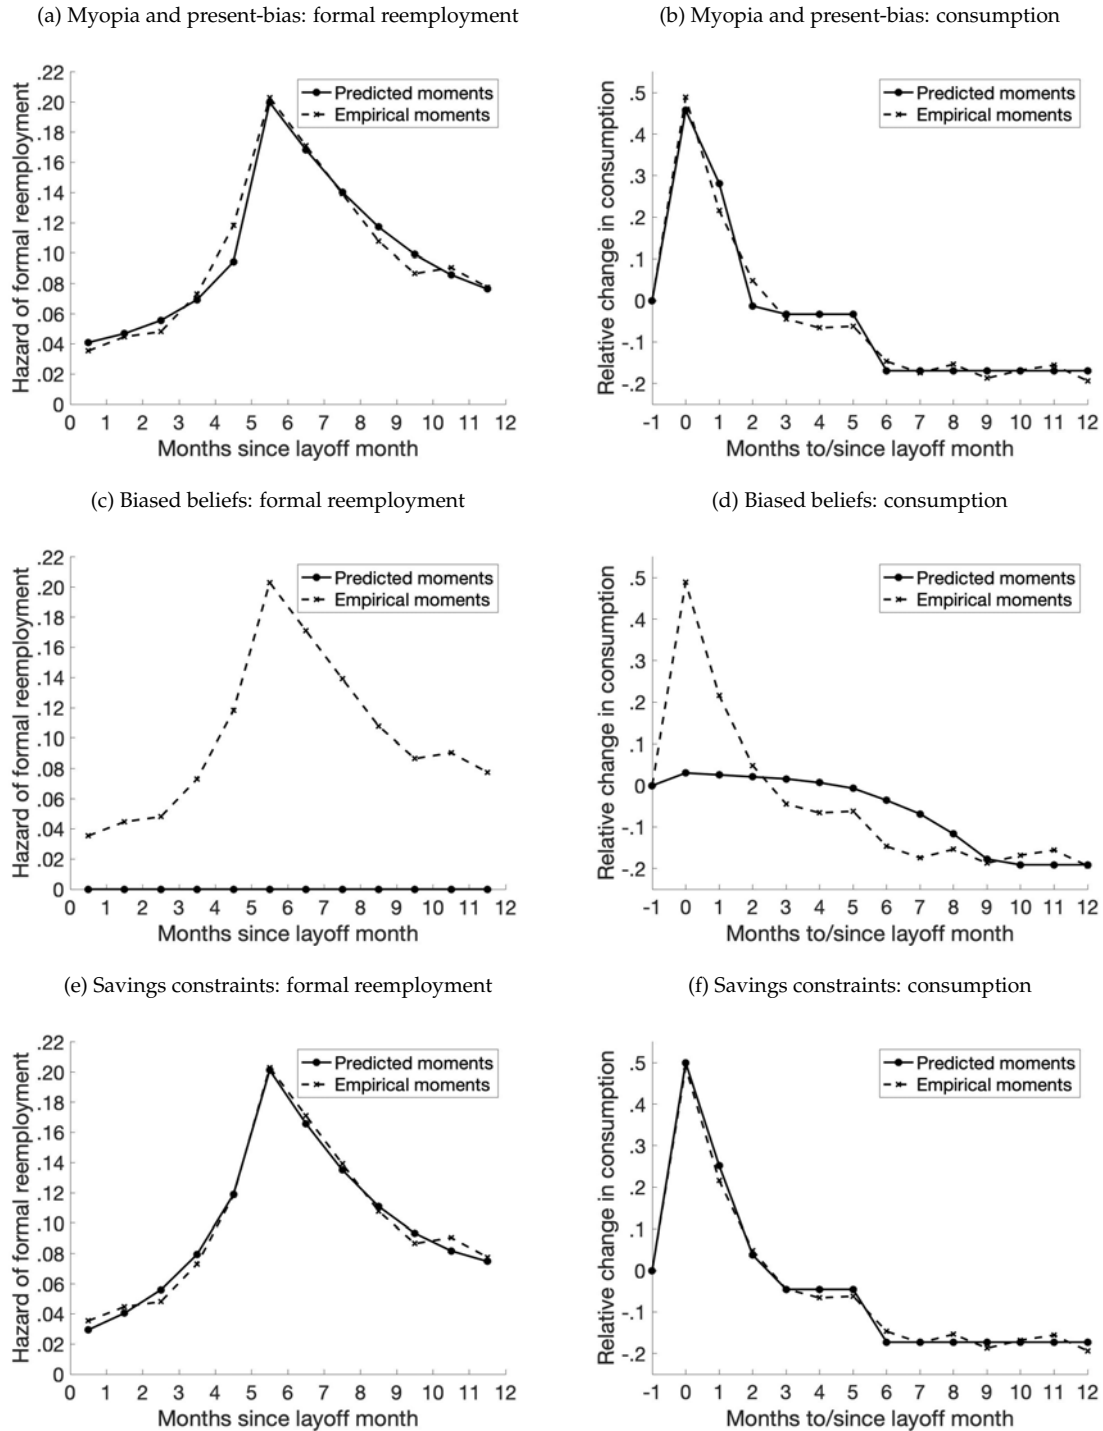 (a) Myopia and present-bias: formal reemployment
.22
.20
.18
.16
.14
.12
.10
.08
.06
.04
.02
0
Hazard of formal reemployment
Predicted moments
Empirical moments
0 1 2 3 4 5 6 7 8 9 10 11 12
Months since layoff month
(b) Myopia and present-bias: consumption
.5
.4
.3
.2
.1
0
-.1
-.2
Relative change in consumption
Predicted moments
Empirical moments
-1 0 1 2 3 4 5 6 7 8 9 10 11 12
Months to/since layoff month
(c) Biased beliefs: formal reemployment
.22
.20
.18
.16
.14
.12
.10
.08
.06
.04
.02
0
Hazard of formal reemployment
Predicted moments
Empirical moments
0 1 2 3 4 5 6 7 8 9 10 11 12
Months since layoff month
(d) Biased beliefs: consumption
.5
.4
.3
.2
.1
0
-.1
-.2
Relative change in consumption
Predicted moments
Empirical moments
-1 0 1 2 3 4 5 6 7 8 9 10 11 12
Months to/since layoff month
(e) Savings constraints: formal reemployment
.22
.20
.18
.16
.14
.12
.10
.08
.06
.04
.02
0
Hazard of formal reemployment
Predicted moments
Empirical moments
0 1 2 3 4 5 6 7 8 9 10 11 12
Months since layoff month
(f) Savings constraints: consumption
.5
.4
.3
.2
.1
0
-.1
-.2
Relative change in consumption
Predicted moments
Empirical moments
-1 0 1 2 3 4 5 6 7 8 9 10 11 12
Months to/since layoff month